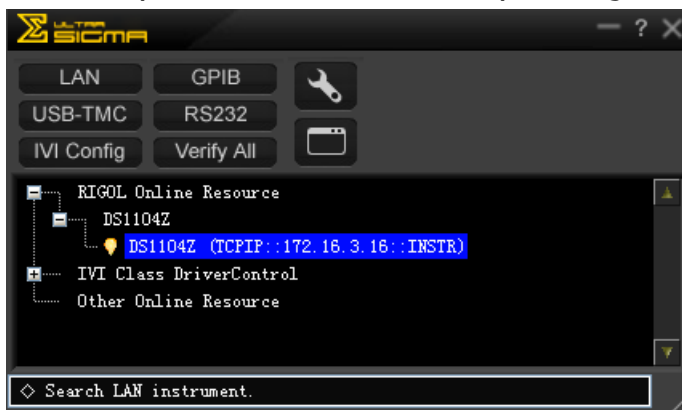 ULTRA
Sigma
?
LAN GPIB
USB-TMC RS232
IVI Config Verify All
RIGOL Online Resource
DS1104Z
DS1104Z (TCPIP::172.16.3.16::INSTR)
IVI Class DriverControl
Other Online Resource
Search LAN instrument.